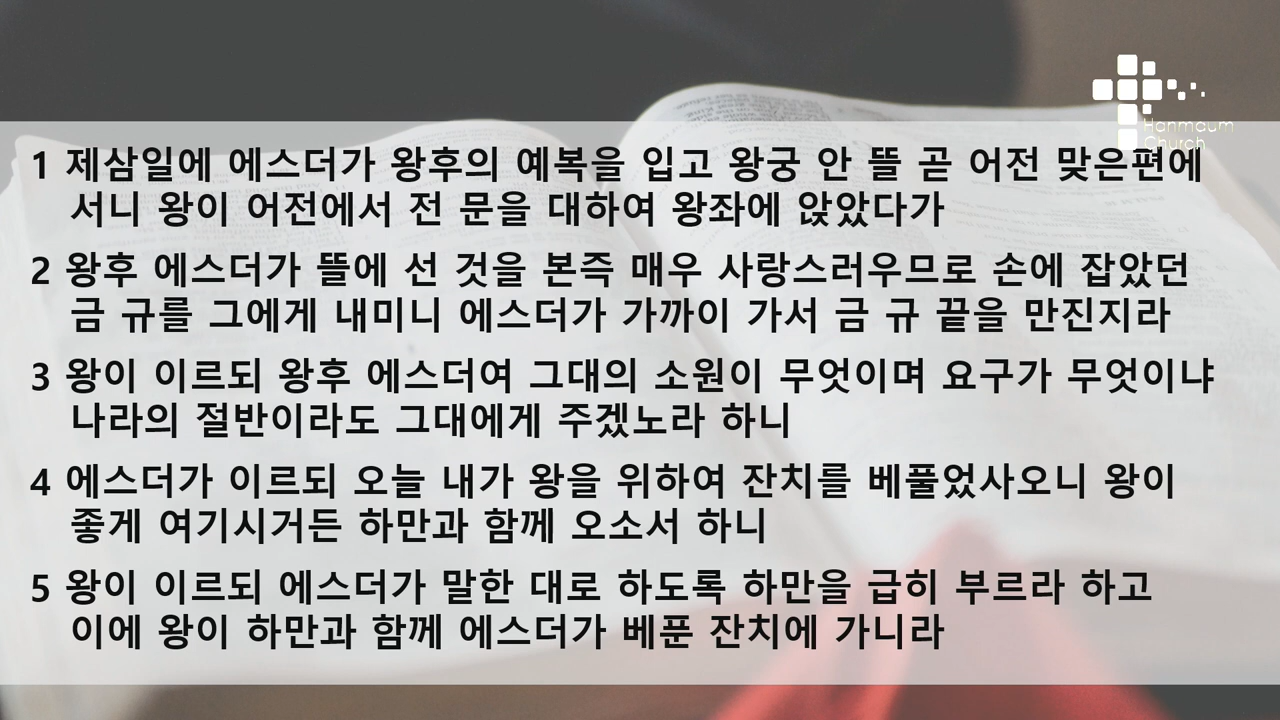 Hanmaum
Church
1 제삼일에 에스더가 왕후의 예복을 입고 왕궁 안 뜰 곧 어전 맞은편에
서니 왕이 어전에서 전 문을 대하여 왕좌에 앉았다가
2 왕후 에스더가 뜰에 선 것을 본즉 매우 사랑스러우므로 손에 잡았던
금 규를 그에게 내미니 에스더가 가까이 가서 금 규 끝을 만진지라
3 왕이 이르되 왕후 에스더여 그대의 소원이 무엇이며 요구가 무엇이냐
나라의 절반이라도 그대에게 주겠노라 하니
4 에스더가 이르되 오늘 내가 왕을 위하여 잔치를 베풀었사오니 왕이
좋게 여기시거든 하만과 함께 오소서 하니
5 왕이 이르되 에스더가 말한 대로 하도록 하만을 급히 부르라 하고
이에 왕이 하만과 함께 에스더가 베푼 잔치에 가니라